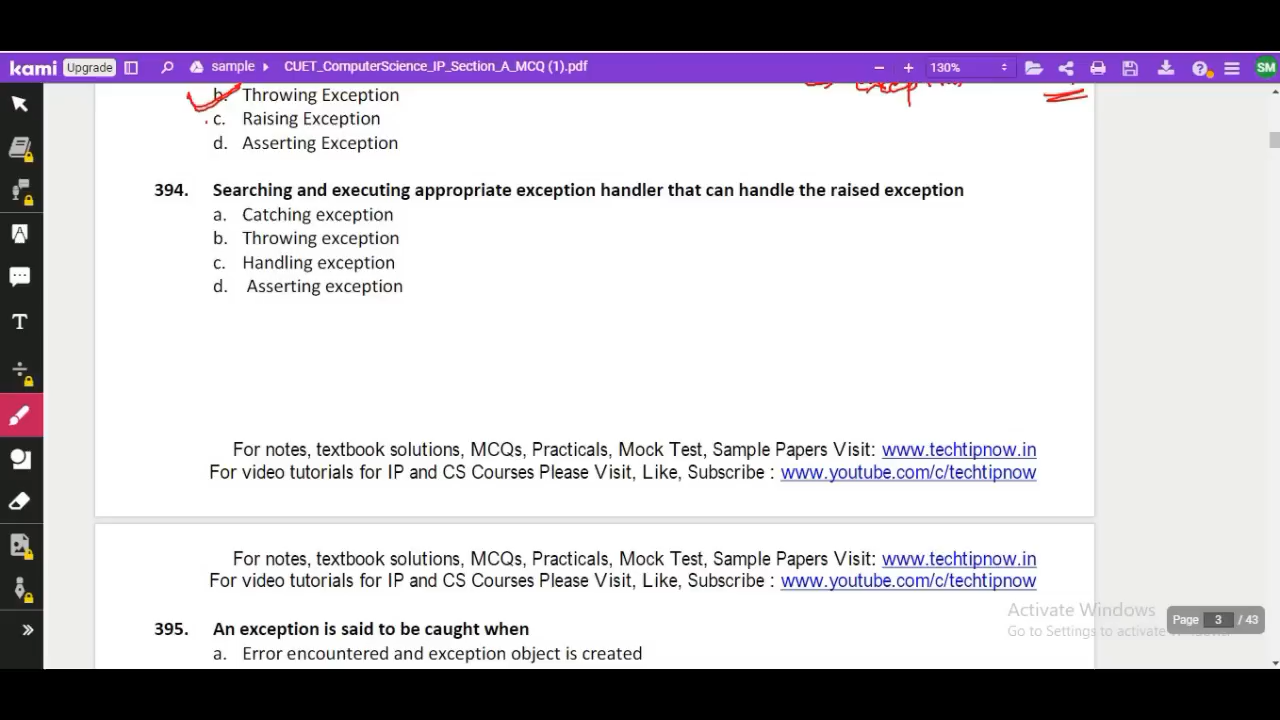 kami Upgrade sample CUET_ComputerScience_IP_Section_A_MCQ (1).pdf 130% SM
b. Throwing Exception
c. Raising Exception
d. Asserting Exception
394. Searching and executing appropriate exception handler that can handle the raised exception
a. Catching exception
b. Throwing exception
c. Handling exception
d. Asserting exception
For notes, textbook solutions, MCQs, Practicals, Mock Test, Sample Papers Visit: www.techtipnow.in
For video tutorials for IP and CS Courses Please Visit, Like, Subscribe : www.youtube.com/c/techtipnow
For notes, textbook solutions, MCQs, Practicals, Mock Test, Sample Papers Visit: www.techtipnow.in
For video tutorials for IP and CS Courses Please Visit, Like, Subscribe : www.youtube.com/c/techtipnow
Activate Windows
Go to Settings to activate
Page 3 / 43
395. An exception is said to be caught when
a. Error encountered and exception object is created